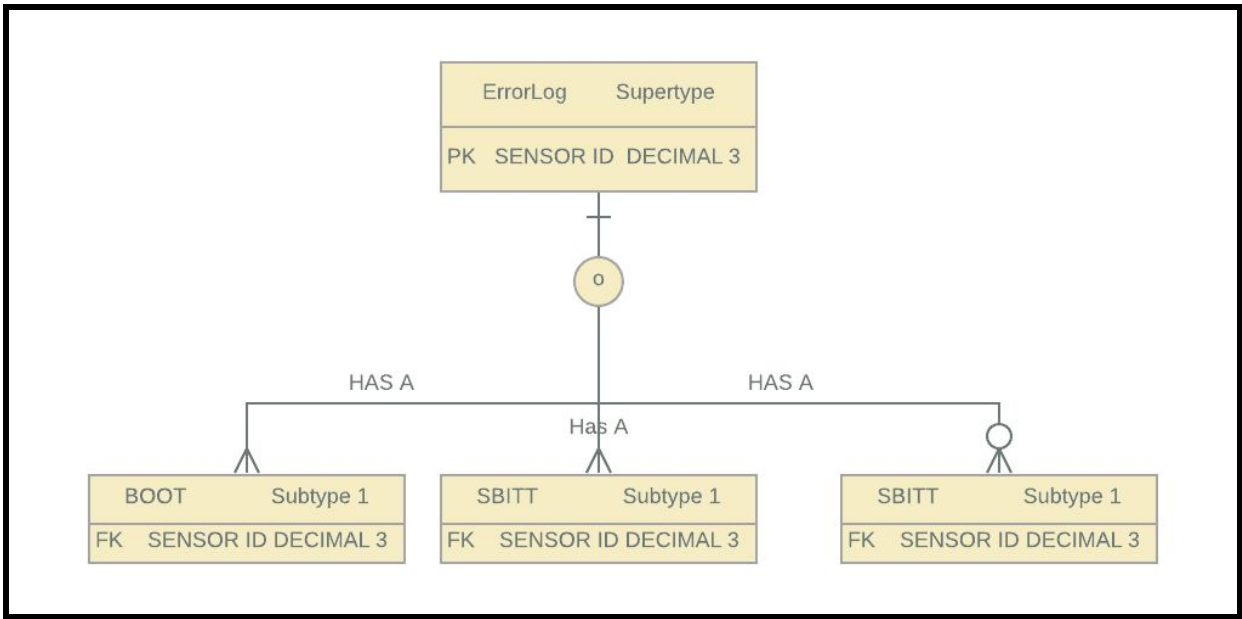 ErrorLog Supertype
PK SENSOR ID DECIMAL 3
o
HAS A
HAS A
Has A
BOOT Subtype 1
FK SENSOR ID DECIMAL 3
SBITT Subtype 1
FK SENSOR ID DECIMAL 3
SBITT Subtype 1
FK SENSOR ID DECIMAL 3